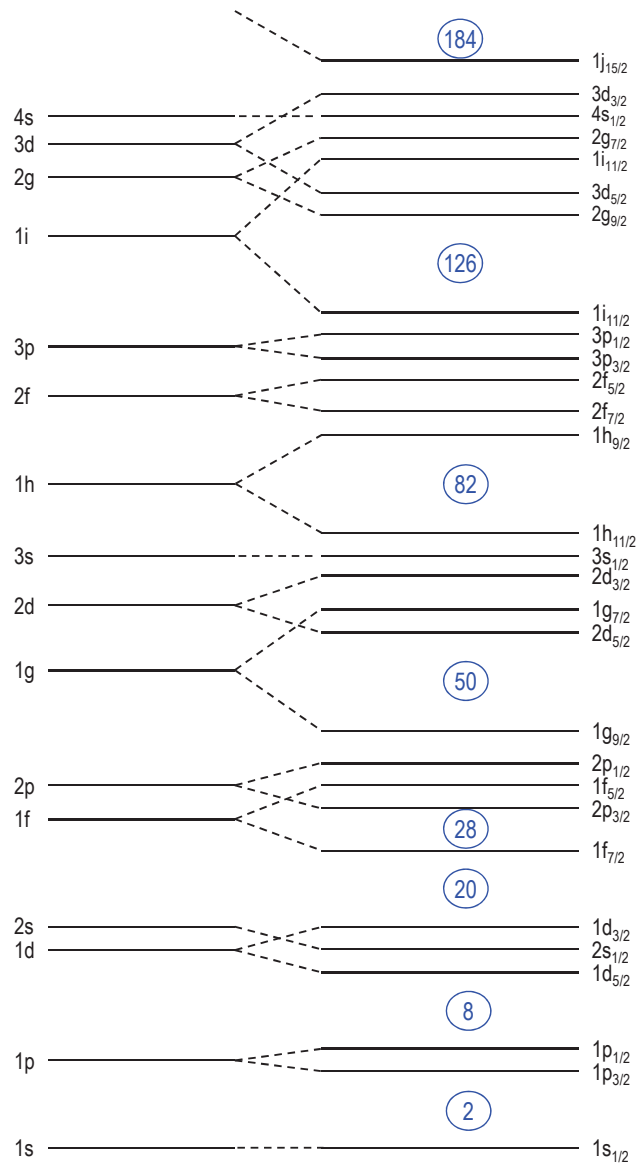 184
1j15/2
3d3/2
4s
4s1/2
3d
2g7/2
1i11/2
2g
3d5/2
2g9/2
1i
126
1i11/2
3p1/2
3p
3p3/2
2f5/2
2f
2f7/2
1h9/2
1h
82
1h11/2
3s
3s1/2
2d3/2
2d
1g7/2
2d5/2
1g
50
1g9/2
2p1/2
2p
1f5/2
2p3/2
1f
28
1f7/2
20
2s
1d3/2
1d
2s1/2
1d5/2
8
1p1/2
1p
1p3/2
2
1s
1s1/2